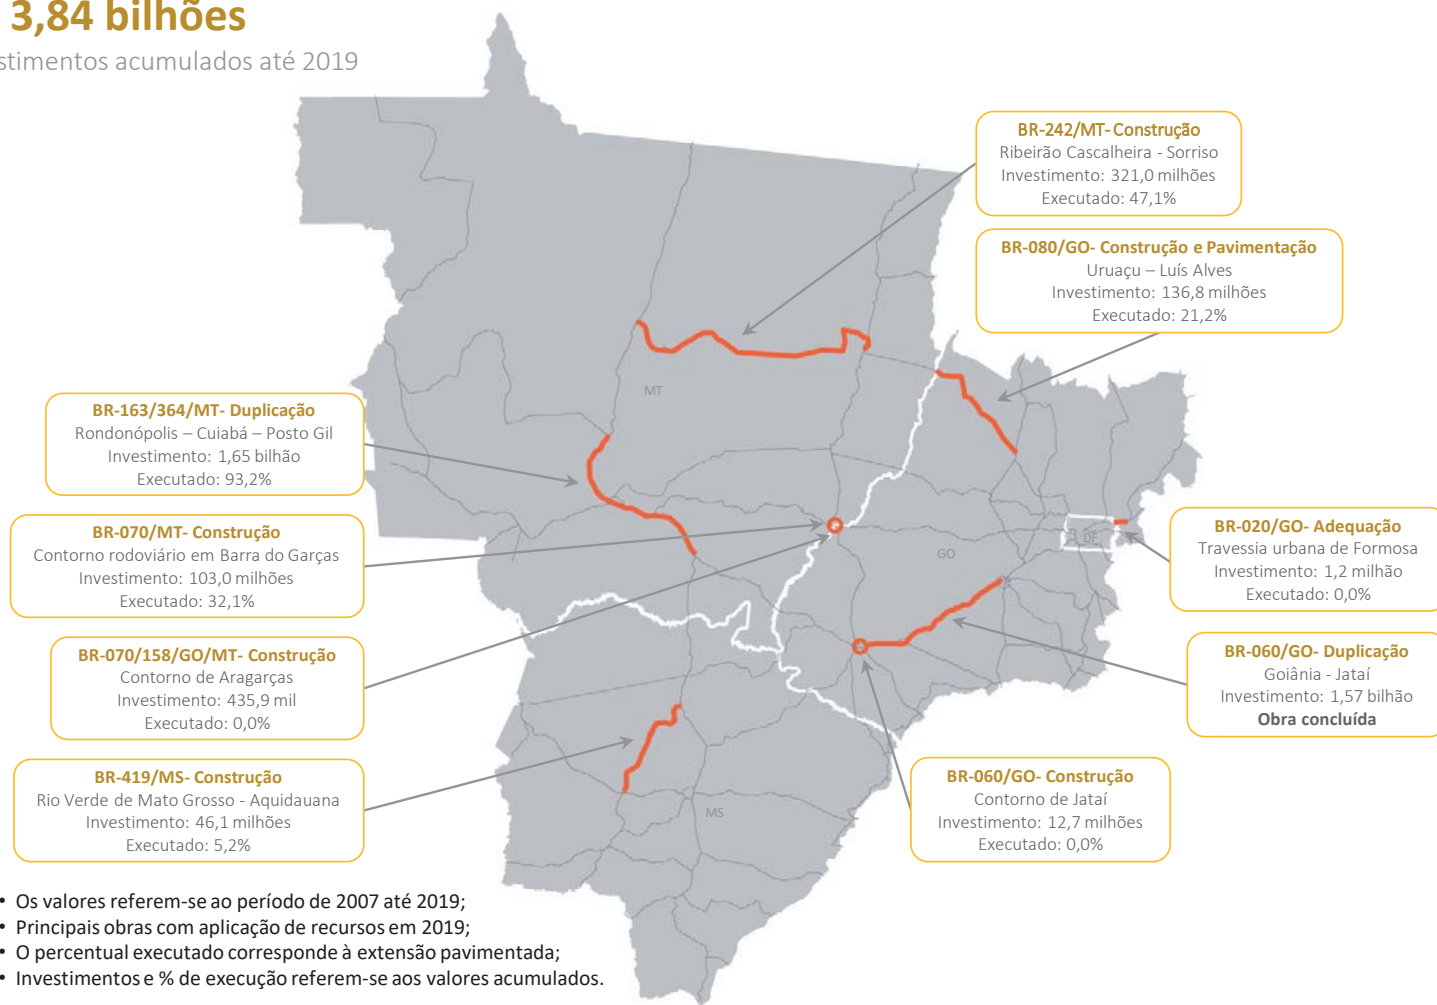 3,84 bilhões
stimentos acumulados até 2019
BR-242/MT- Construção
Ribeirão Cascalheira - Sorriso
Investimento: 321,0 milhões
Executado: 47,1%
BR-080/GO- Construção e Pavimentação
Uruaçu – Luís Alves
Investimento: 136,8 milhões
Executado: 21,2%
MT
BR-163/364/MT- Duplicação
Rondonópolis – Cuiabá – Posto Gil
Investimento: 1,65 bilhão
Executado: 93,2%
BR-070/MT- Construção
Contorno rodoviário em Barra do Garças
Investimento: 103,0 milhões
Executado: 32,1%
GO
DF
BR-020/GO- Adequação
Travessia urbana de Formosa
Investimento: 1,2 milhão
Executado: 0,0%
BR-070/158/GO/MT- Construção
Contorno de Aragarças
Investimento: 435,9 mil
Executado: 0,0%
BR-060/GO- Duplicação
Goiânia - Jataí
Investimento: 1,57 bilhão
Obra concluída
BR-419/MS- Construção
Rio Verde de Mato Grosso - Aquidauana
Investimento: 46,1 milhões
Executado: 5,2%
MS
BR-060/GO- Construção
Contorno de Jataí
Investimento: 12,7 milhões
Executado: 0,0%
• Os valores referem-se ao período de 2007 até 2019;
• Principais obras com aplicação de recursos em 2019;
• O percentual executado corresponde à extensão pavimentada;
• Investimentos e % de execução referem-se aos valores acumulados.